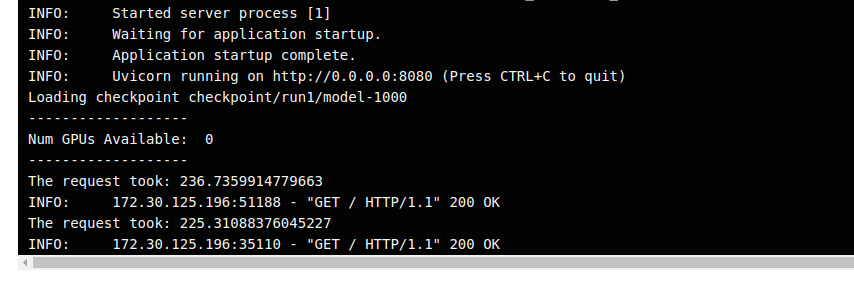 INFO:     Started server process [1]
INFO:     Waiting for application startup.
INFO:     Application startup complete.
INFO:     Uvicorn running on http://0.0.0.0:8080 (Press CTRL+C to quit)
Loading checkpoint checkpoint/run1/model-1000
-------------------
Num GPUs Available:  0
-------------------
The request took: 236.7359914779663
INFO:     172.30.125.196:51188 - "GET / HTTP/1.1" 200 OK
The request took: 225.31088376045227
INFO:     172.30.125.196:35110 - "GET / HTTP/1.1" 200 OK